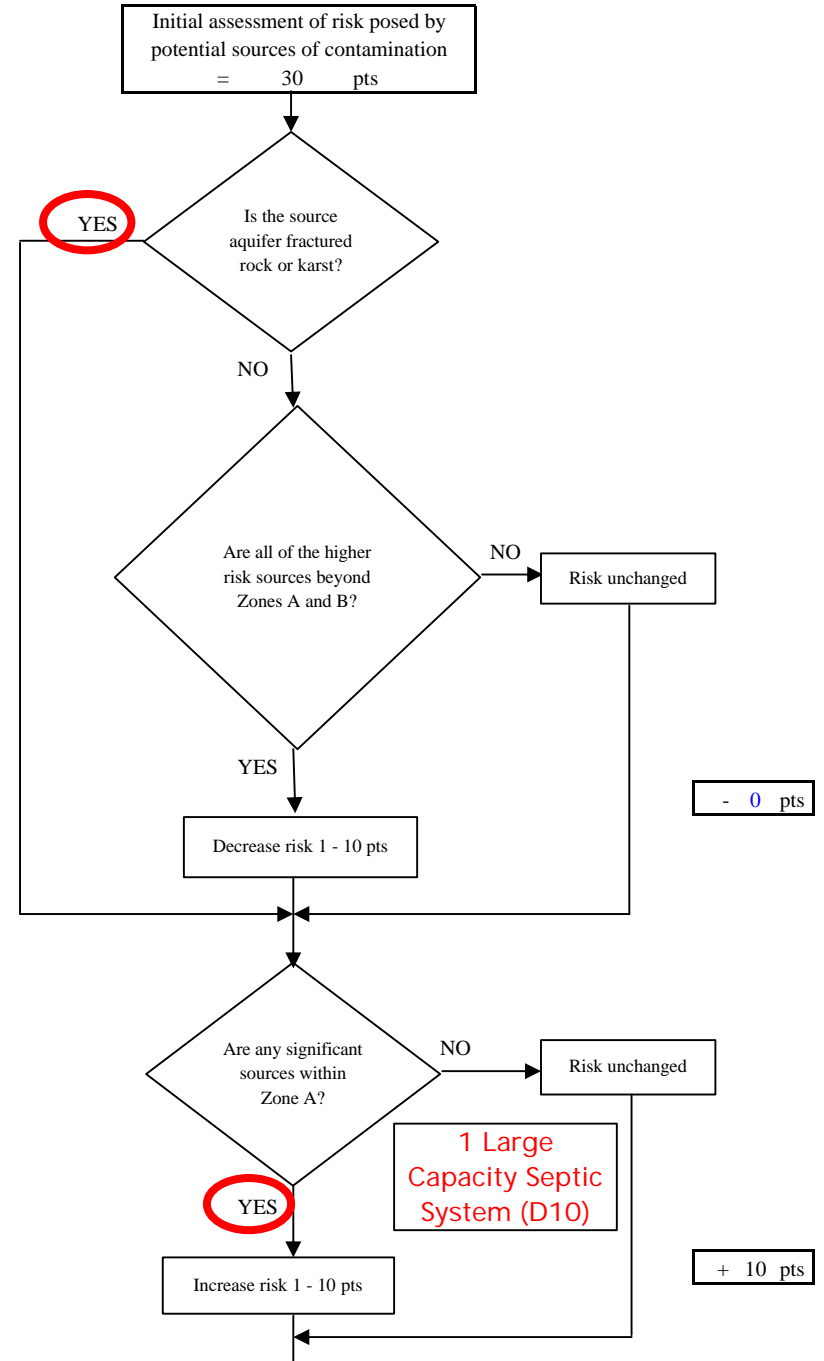 Initial assessment of risk posed by
potential sources of contamination
= 30 pts
YES
Is the source
aquifer fractured
rock or karst?
NO
Are all of the higher
risk sources beyond
Zones A and B?
NO
Risk unchanged
YES
- 0 pts
Decrease risk 1 - 10 pts
Are any significant
sources within
Zone A?
NO
Risk unchanged
1 Large
Capacity Septic
System (D10)
YES
+ 10 pts
Increase risk 1 - 10 pts